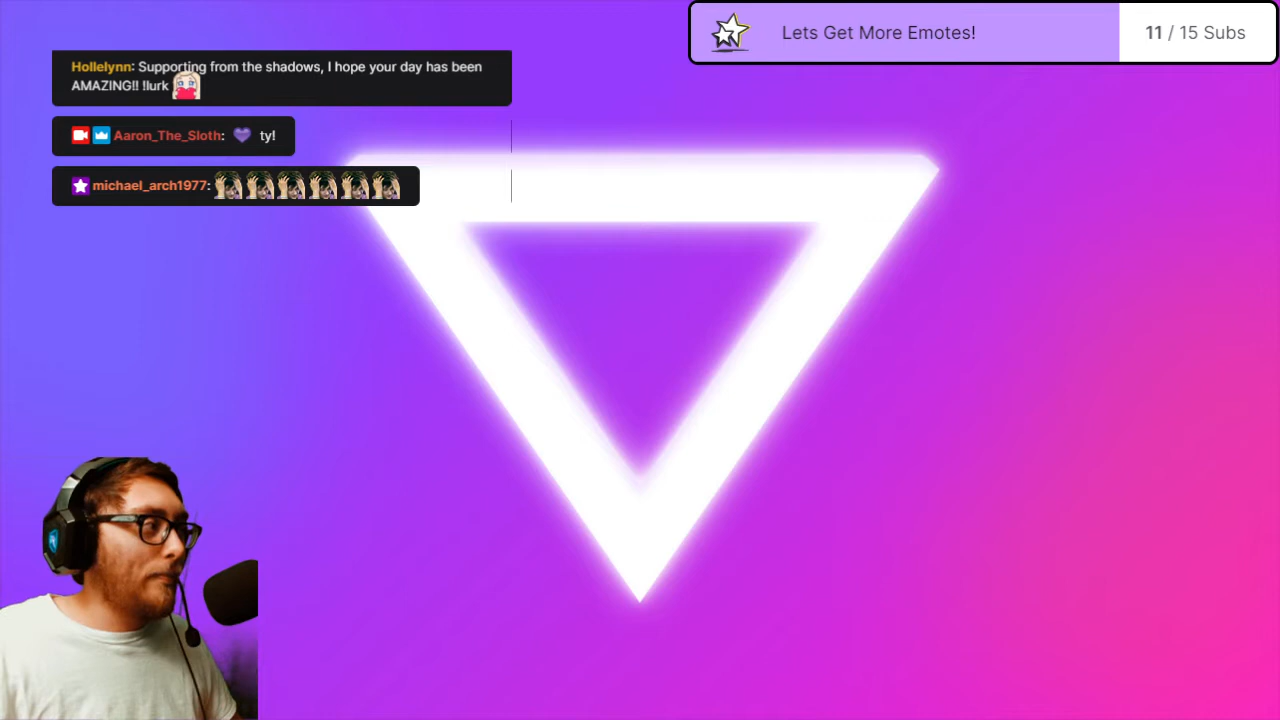 Lets Get More Emotes!
11 / 15 Subs
Hollelynn: Supporting from the shadows, I hope your day has been
AMAZING!! !lurk
Aaron_The_Sloth: ty!
michael_arch1977: